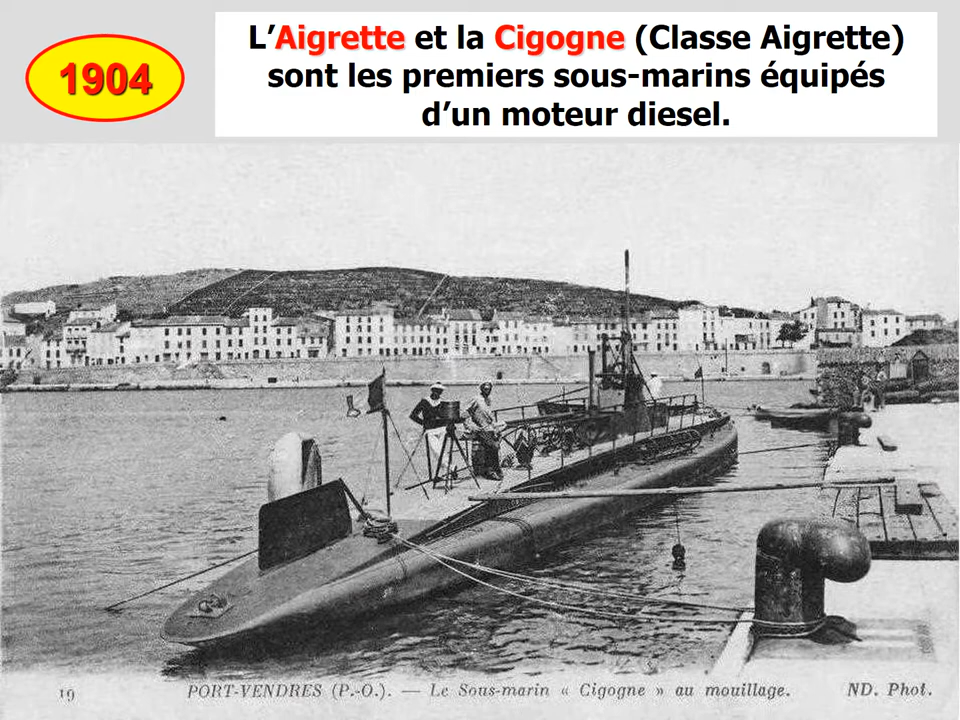 1904
L’Aigrette et la Cigogne (Classe Aigrette)
sont les premiers sous-marins équipés
d’un moteur diesel.
19 PORT-VENDRES (P.-O.). — Le Sous-marin « Cigogne » au mouillage. ND. Phot.